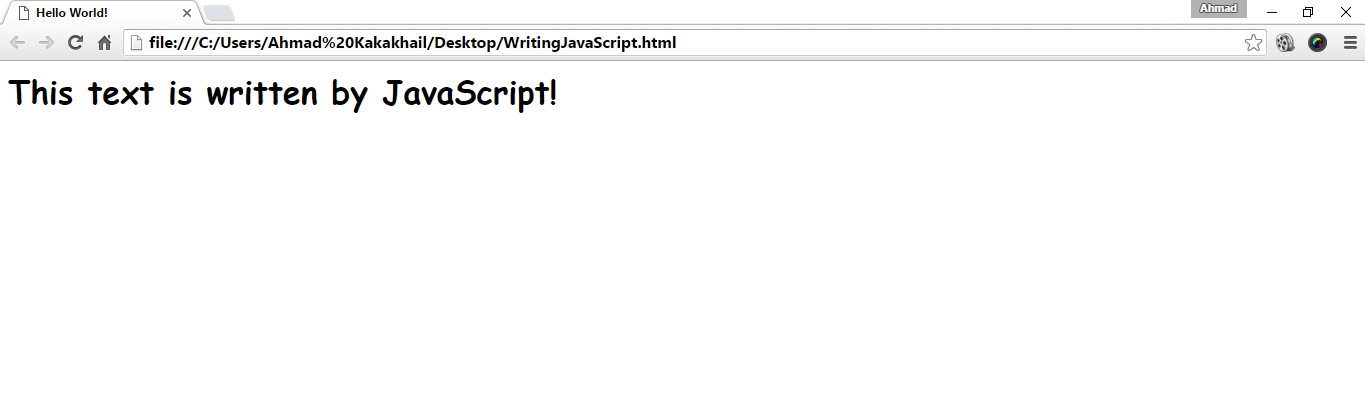 Hello World!
Ahmad
file:///C:/Users/Ahmad%20Kakakhail/Desktop/WritingJavaScript.html
This text is written by JavaScript!